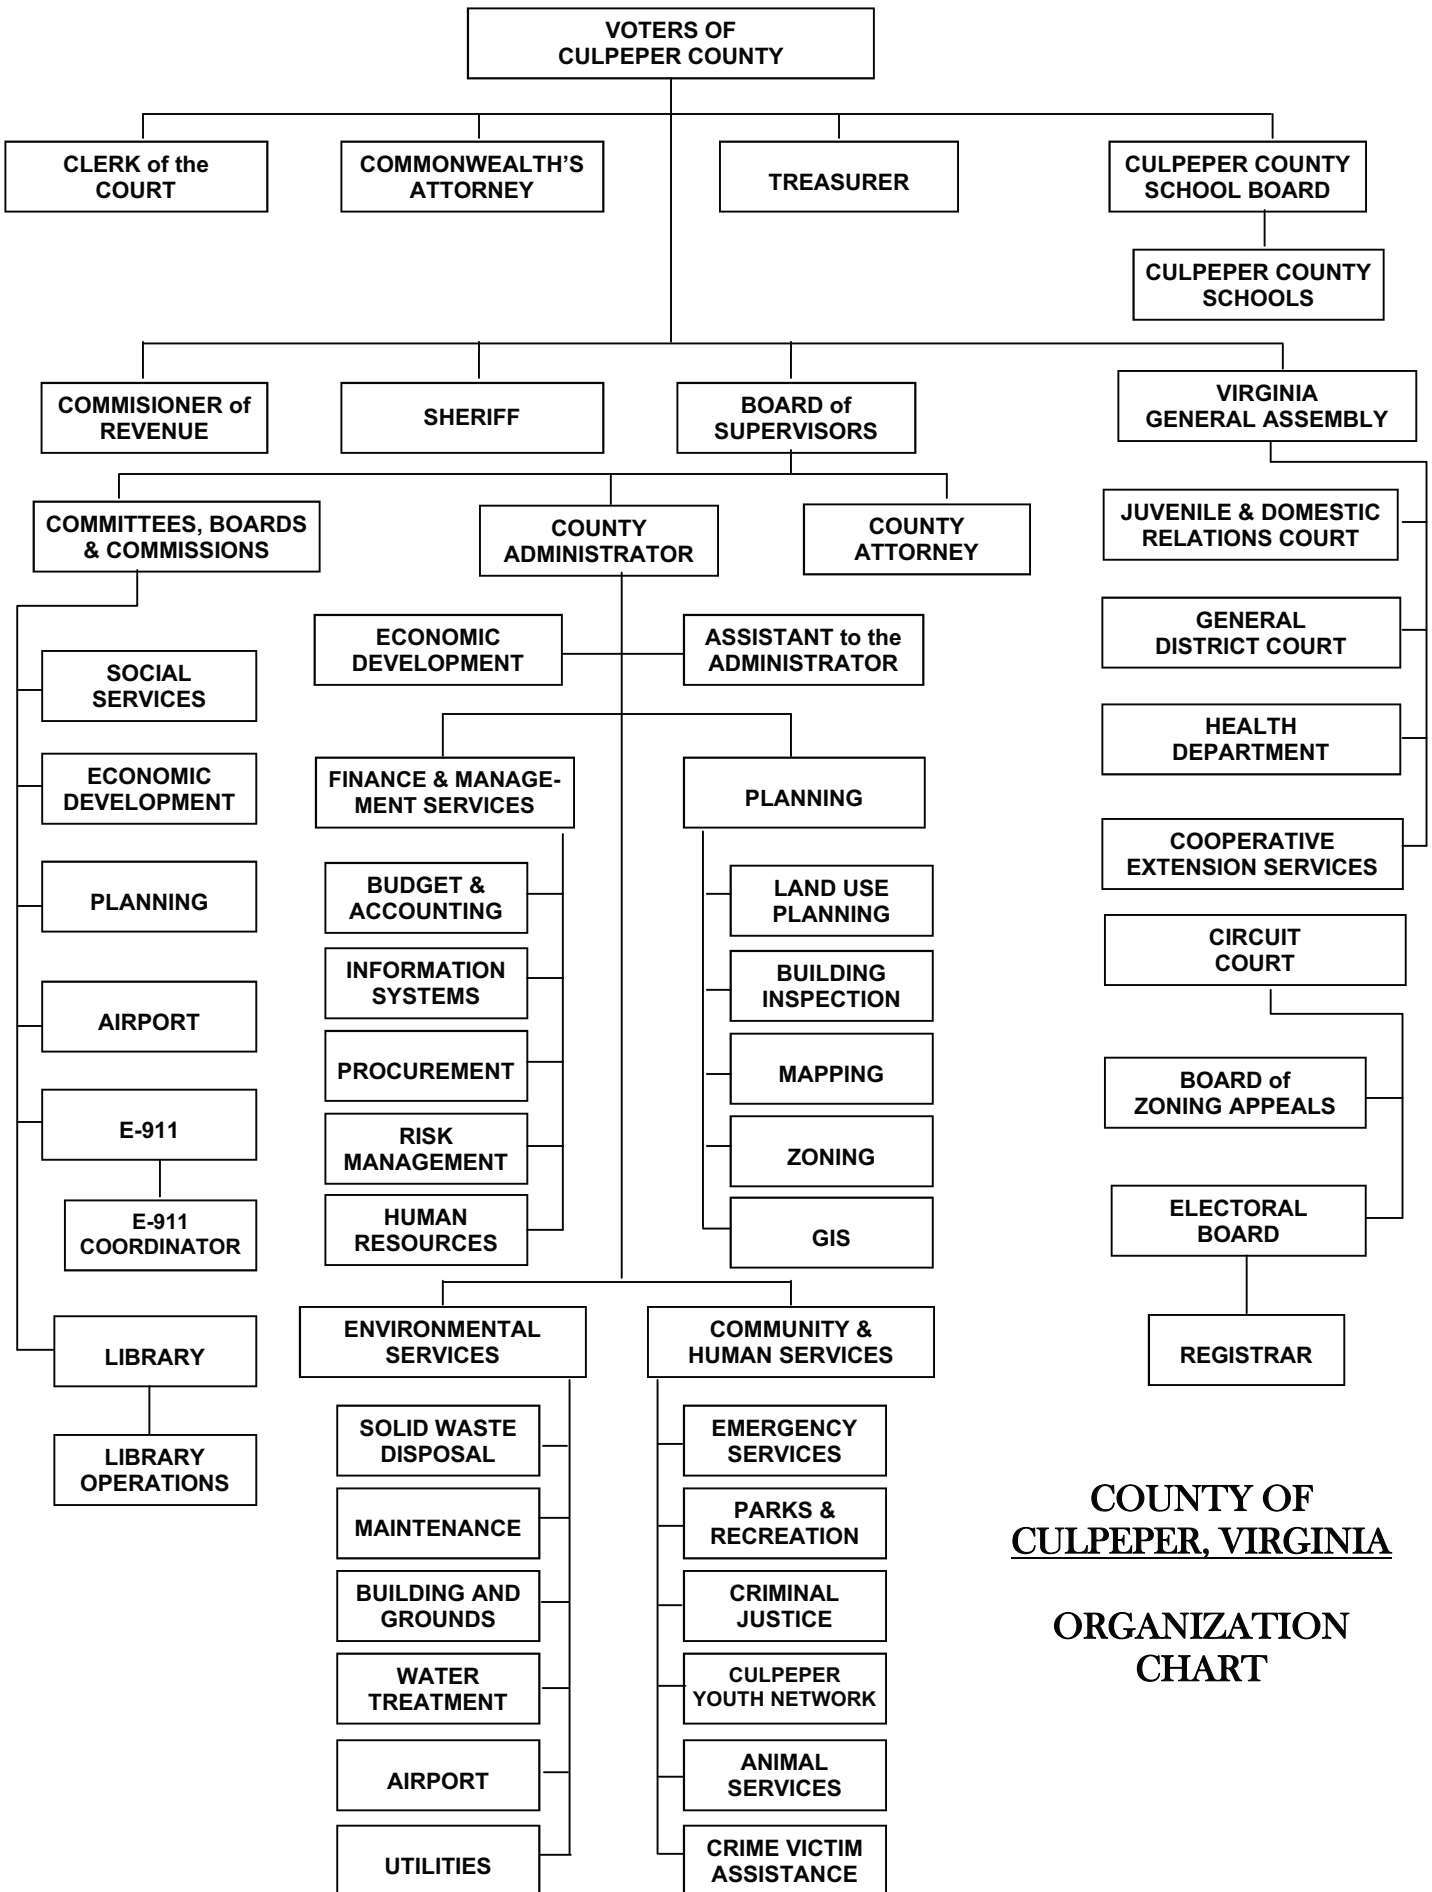 VOTERS OF
CULPEPER COUNTY
CLERK of the
COURT
COMMONWEALTH'S
ATTORNEY
TREASURER
CULPEPER COUNTY
SCHOOL BOARD
CULPEPER COUNTY
SCHOOLS
COMMISIONER of
REVENUE
SHERIFF
BOARD of
SUPERVISORS
VIRGINIA
GENERAL ASSEMBLY
COMMITTEES, BOARDS
& COMMISSIONS
COUNTY
ADMINISTRATOR
COUNTY
ATTORNEY
JUVENILE & DOMESTIC
RELATIONS COURT
GENERAL
DISTRICT COURT
HEALTH
DEPARTMENT
COOPERATIVE
EXTENSION SERVICES
CIRCUIT
COURT
BOARD of
ZONING APPEALS
ELECTORAL
BOARD
REGISTRAR
SOCIAL
SERVICES
ECONOMIC
DEVELOPMENT
PLANNING
AIRPORT
E-911
E-911
COORDINATOR
LIBRARY
LIBRARY
OPERATIONS
ECONOMIC
DEVELOPMENT
ASSISTANT to the
ADMINISTRATOR
FINANCE & MANAGE-
MENT SERVICES
BUDGET &
ACCOUNTING
INFORMATION
SYSTEMS
PROCUREMENT
RISK
MANAGEMENT
HUMAN
RESOURCES
PLANNING
LAND USE
PLANNING
BUILDING
INSPECTION
MAPPING
ZONING
GIS
ENVIRONMENTAL
SERVICES
SOLID WASTE
DISPOSAL
MAINTENANCE
BUILDING AND
GROUNDS
WATER
TREATMENT
AIRPORT
UTILITIES
COMMUNITY &
HUMAN SERVICES
EMERGENCY
SERVICES
PARKS &
RECREATION
CRIMINAL
JUSTICE
CULPEPER
YOUTH NETWORK
ANIMAL
SERVICES
CRIME VICTIM
ASSISTANCE
COUNTY OF
CULPEPER, VIRGINIA
ORGANIZATION
CHART